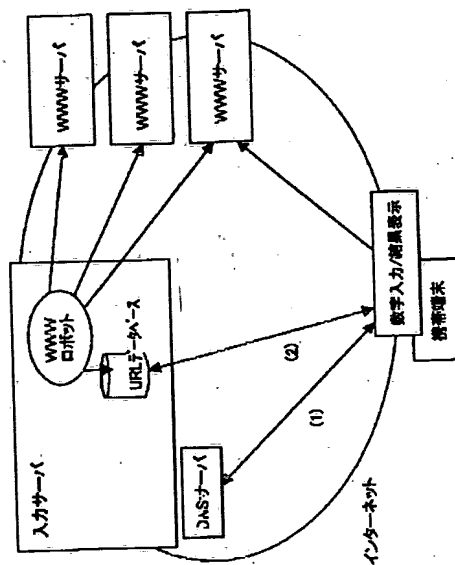 入力サーバ
WWW
ロボット
URLデータベース
WWWサーバ
WWWサーバ
WWWサーバ
DNSサーバ
(1)
(2)
数字入力/結果表示
携帯端末
インターネット